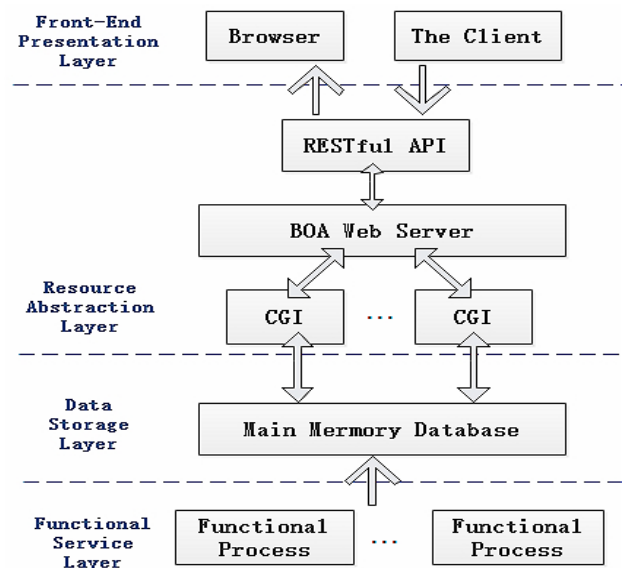 Front-End
Presentation
Layer
Browser
The Client
RESTful API
BOA Web Server
Resource
Abstraction
Layer
CGI
...
CGI
Data
Storage
Layer
Main Mermory Database
Functional
Service
Layer
Functional
Process
...
Functional
Process